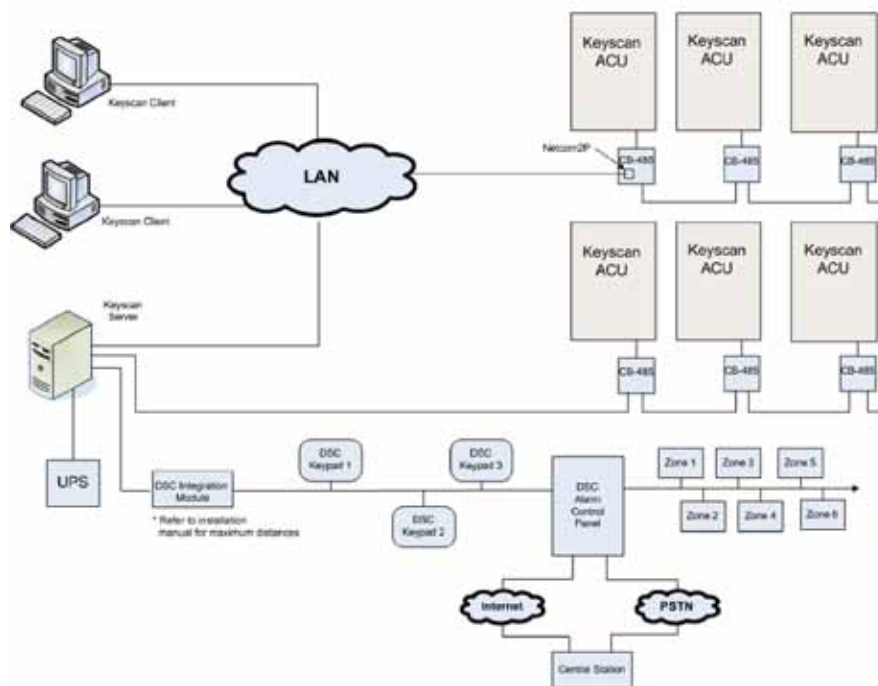 Keyscan
ACU
Keyscan
ACU
Keyscan
ACU
Keyscan Client
Netcom2P
CB-485
CB-485
CB-485
LAN
Keyscan Client
Keyscan
ACU
Keyscan
ACU
Keyscan
ACU
Keyscan
Server
CB-485
CB-485
CB-485
UPS
DSC Integration
Module
* Refer to installation
manual for maximum distances
DSC
Keypad 1
DSC
Keypad 3
DSC
Keypad 2
DSC
Alarm
Control
Panel
Zone 1
Zone 3
Zone 5
Zone 2
Zone 4
Zone 6
Internet
PSTN
Central Station